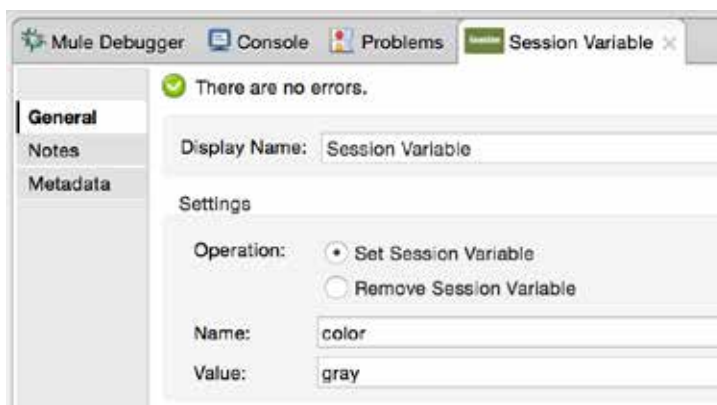 Mule Debugger Console Problems Session Variable
There are no errors.
General
Notes
Metadata
Display Name: Session Variable
Settings
Operation: Set Session Variable
Remove Session Variable
Name: color
Value: gray